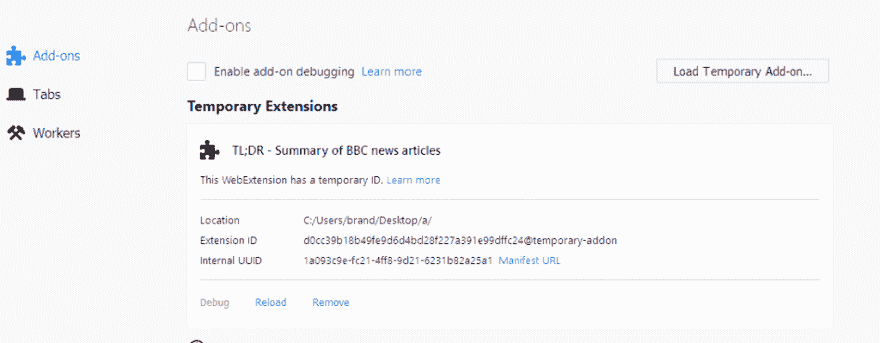 Add-ons
Add-ons
Enable add-on debugging Learn more
Load Temporary Add-on...
Tabs
Temporary Extensions
Workers
TL;DR - Summary of BBC news articles
This WebExtension has a temporary ID. Learn more
Location C:/Users/brand/Desktop/a/
Extension ID d0cc39b18b49fe9d6d4bd28f227a391e99dffc24@temporary-addon
Internal UUID 1a093c9e-fc21-4ff8-9d21-6231b82a25a1 Manifest URL
Debug Reload Remove